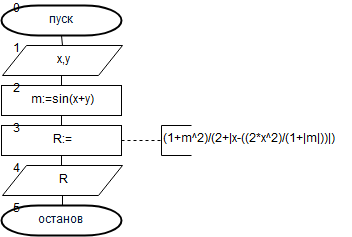 0
пуск
1
x,y
2
m:=sin(x+y)
3
R:=
(1+m^2)/(2+|x-((2*x^2)/(1+|m|))|)
4
R
5
останов